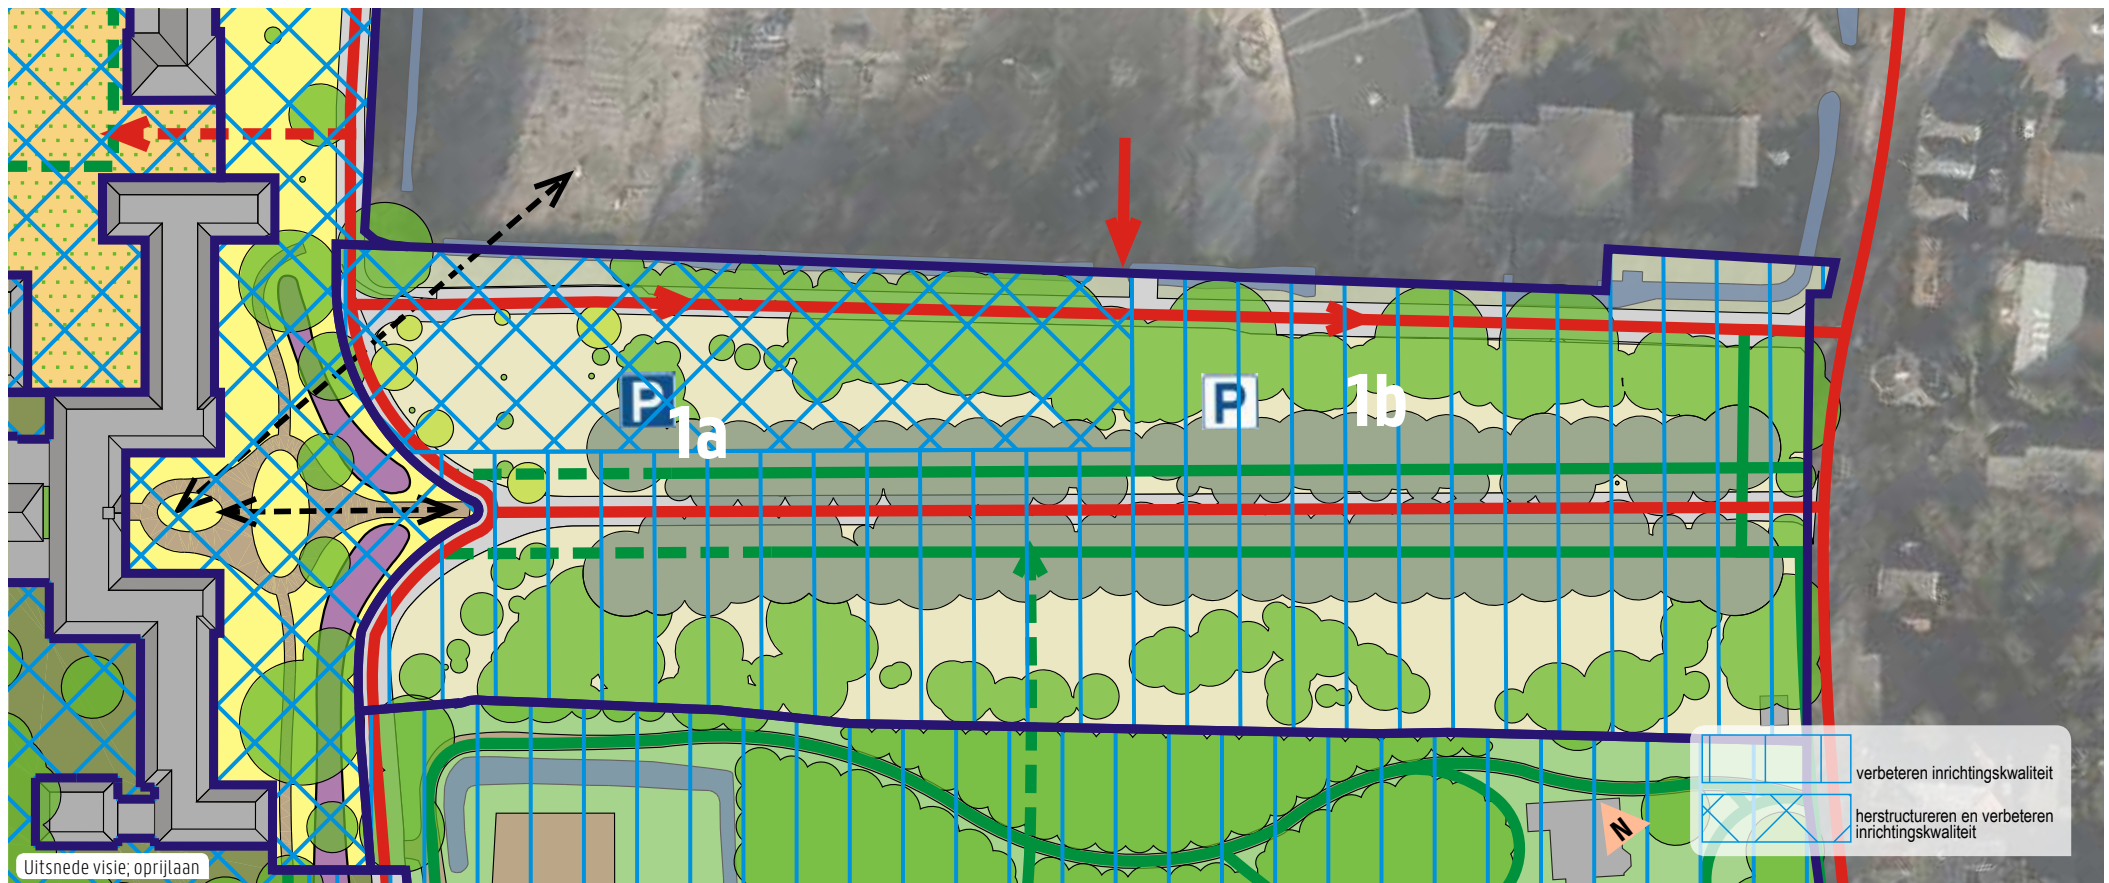 P
1a
P
1b
verbeteren inrichtingskwaliteit
herstructureren en verbeteren
inrichtingskwaliteit
N
Uitsnede visie; oprijlaan